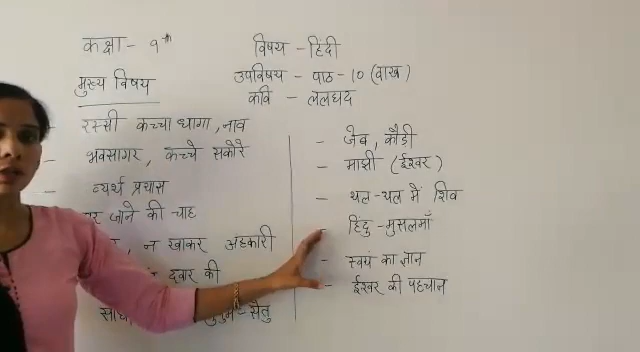 कक्षा - 9th
विषय - हिंदी
मुख्य विषय
उपविषय - पाठ - 10 (वाख)
कवि - ललद्यद
- रस्सी कच्चा धागा, नाव
- भवसागर, कच्चे सकोरे
- व्यर्थ प्रयास
जाने की चाह
न खाकर अहंकारी
द्वार की
सेतु
- जेब, कौडी
- माझी (ईश्वर)
- थल-थल में शिव
- हिंदु - मुसलमाँ
- स्वयं का ज्ञान
- ईश्वर की पहचान